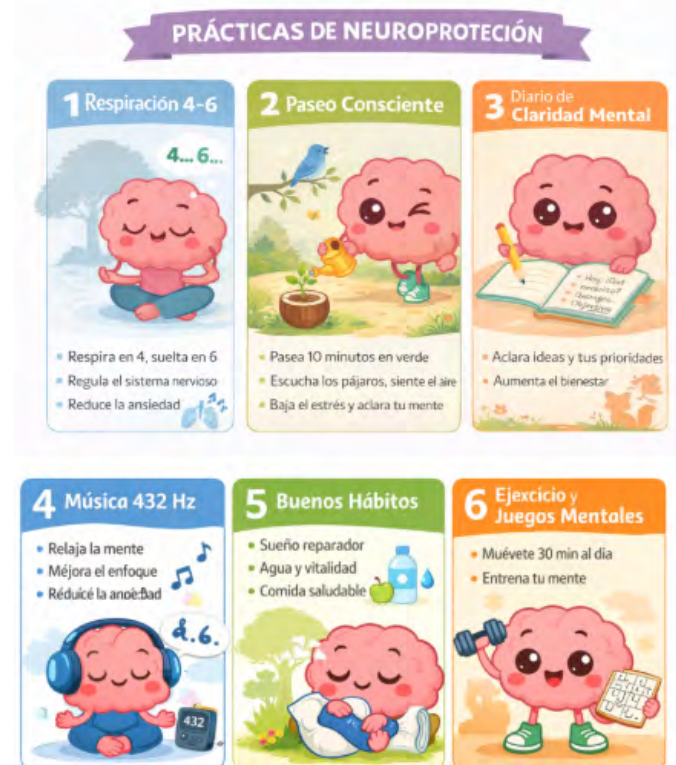 PRÁCTICAS DE NEUROPROTECIÓN
1 Respiración 4-6
4... 6...
Respira en 4, suelta en 6
Regula el sistema nervioso
Reduce la ansiedad
2 Paseo Consciente
Pasea 10 minutos en verde
Escucha los pájaros, siente el aire
Baja el estrés y aclara tu mente
3 Diario de
Claridad Mental
Hoy:
Aclara ideas y tus prioridades
Aumenta el bienestar
4 Música 432 Hz
Relaja la mente
Méjora el enfoque
Réduicé la
6.
432
5 Buenos Hábitos
Sueño reparador
Agua y vitalidad
Comida saludable
6 Ejexcicio y
Juegos Mentales
Muévete 30 min al día
Entrena tu mente